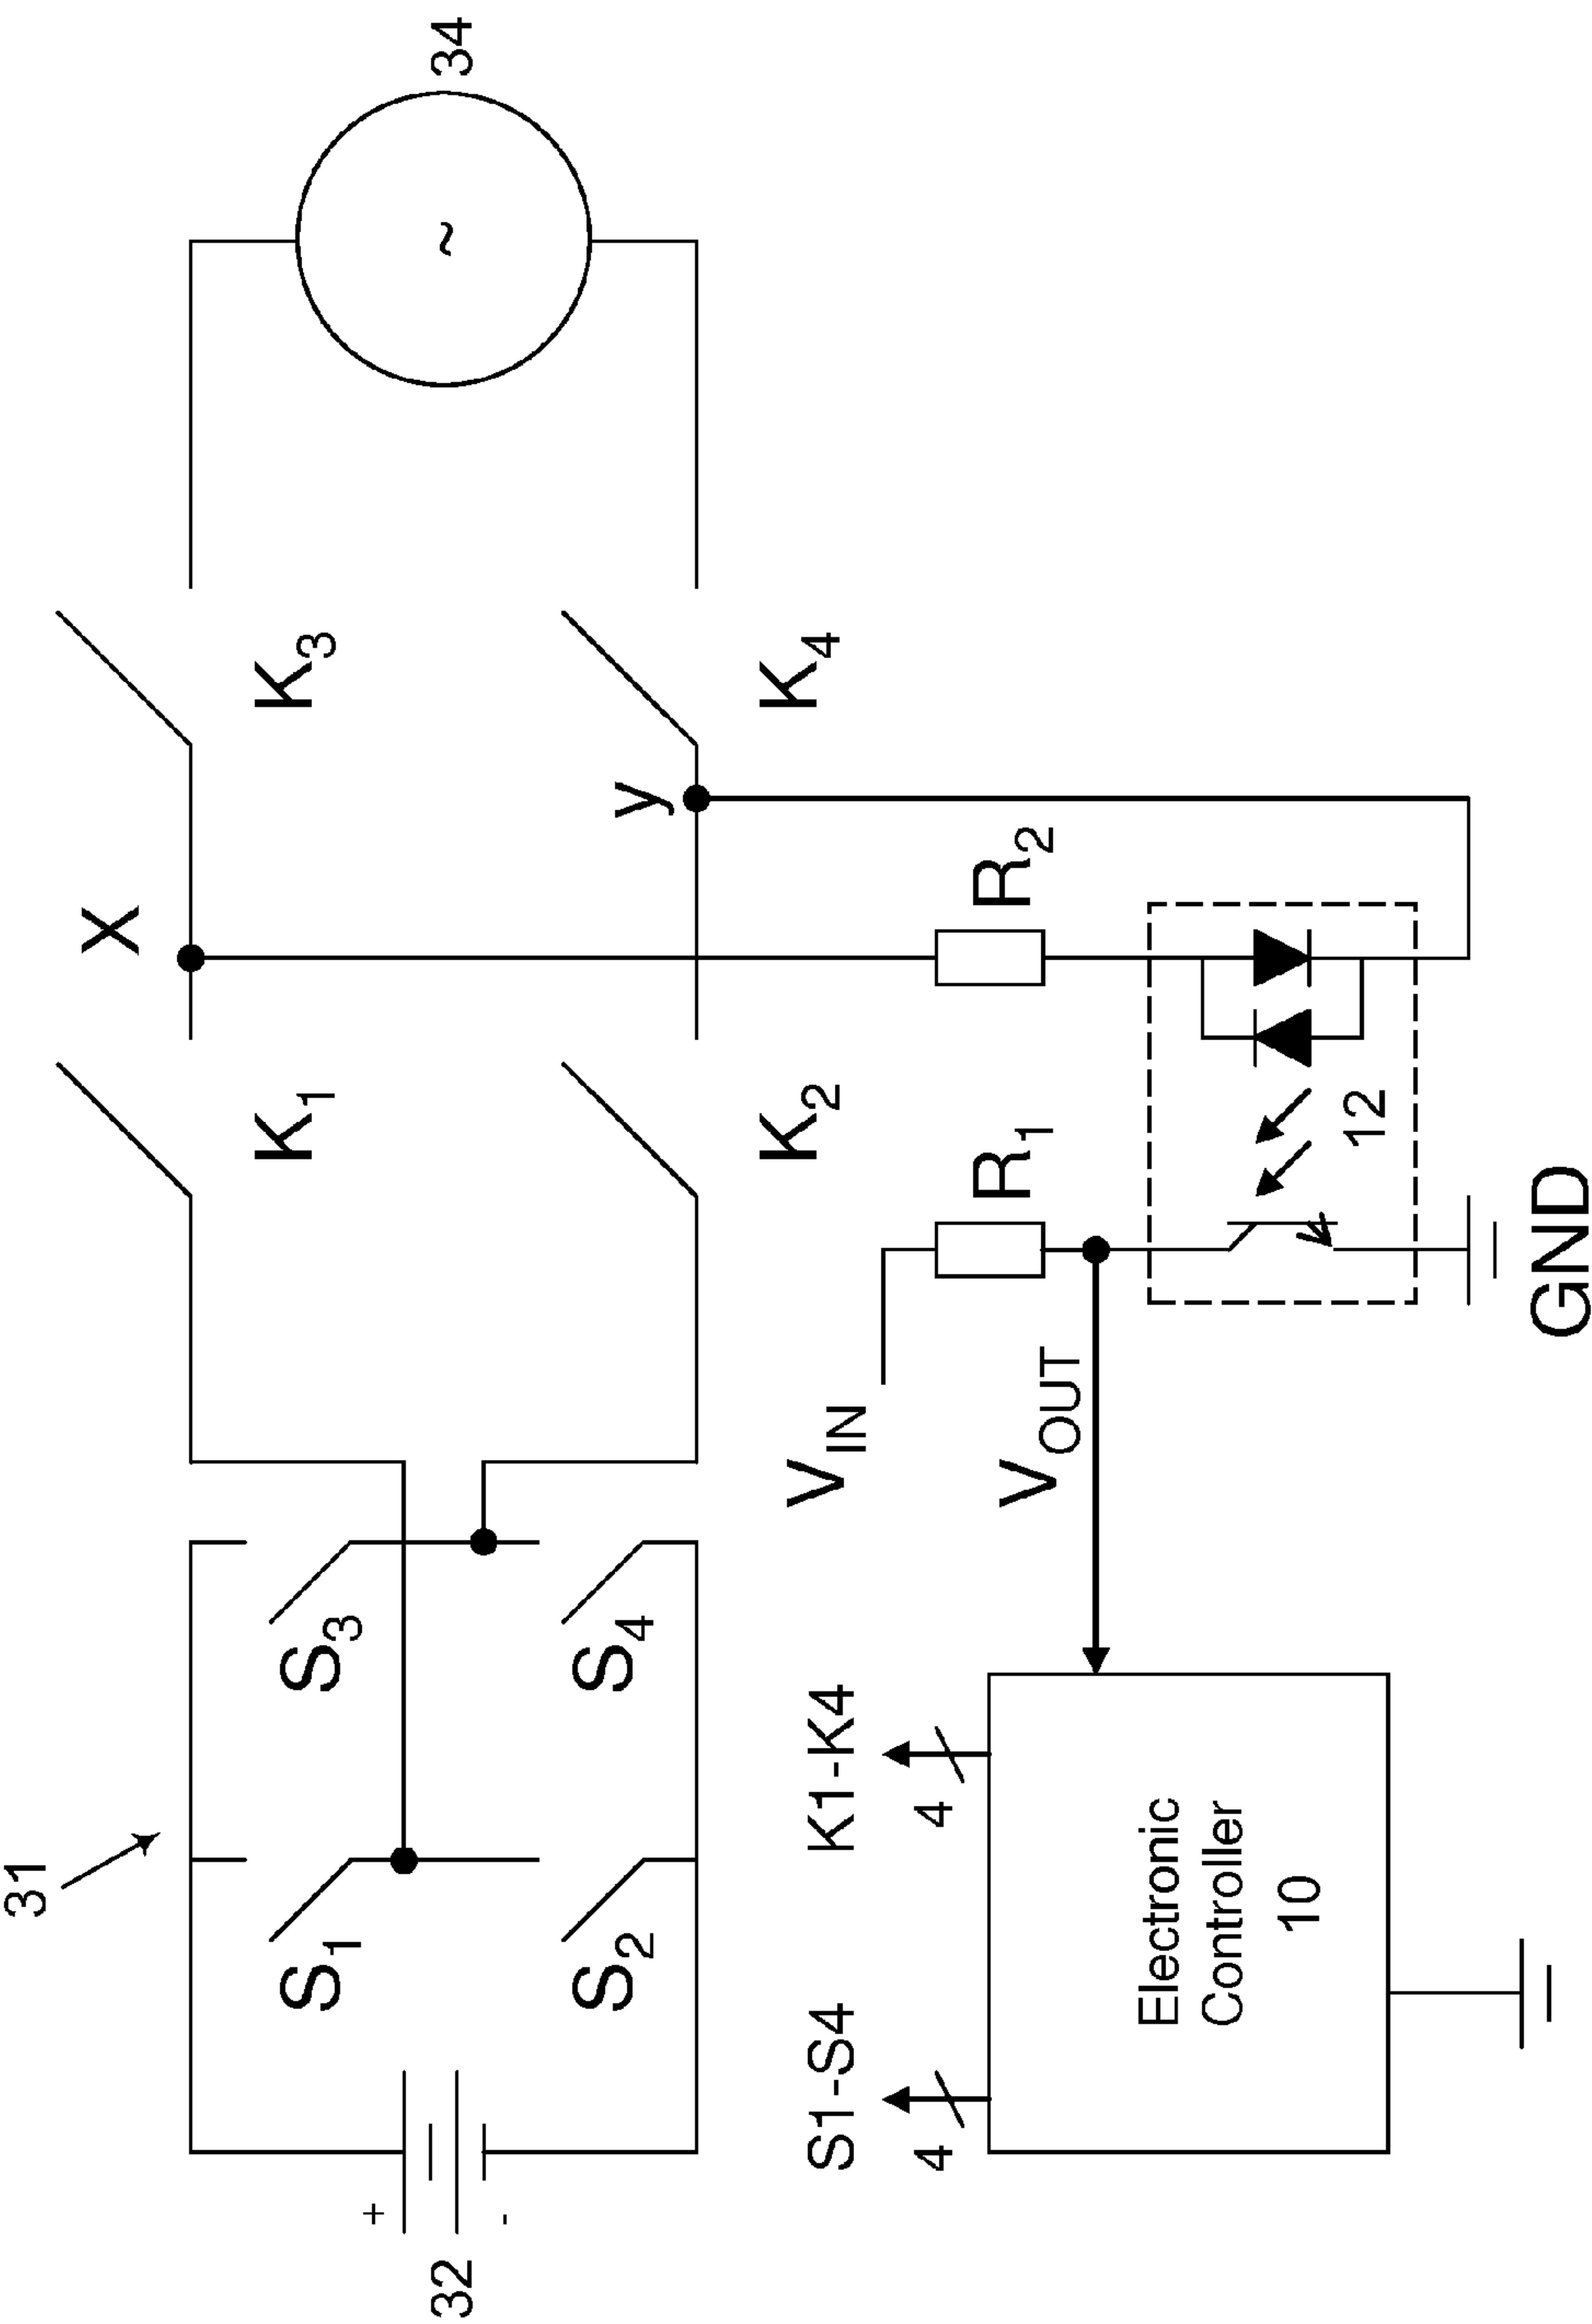 31
32
+
-
S1
S2
S3
S4
K1
K2
X
y
K3
K4
34
S1-S4
4
K1-K4
4
Electronic
Controller
10
VIN
VOUT
R1
R2
12
GND
~